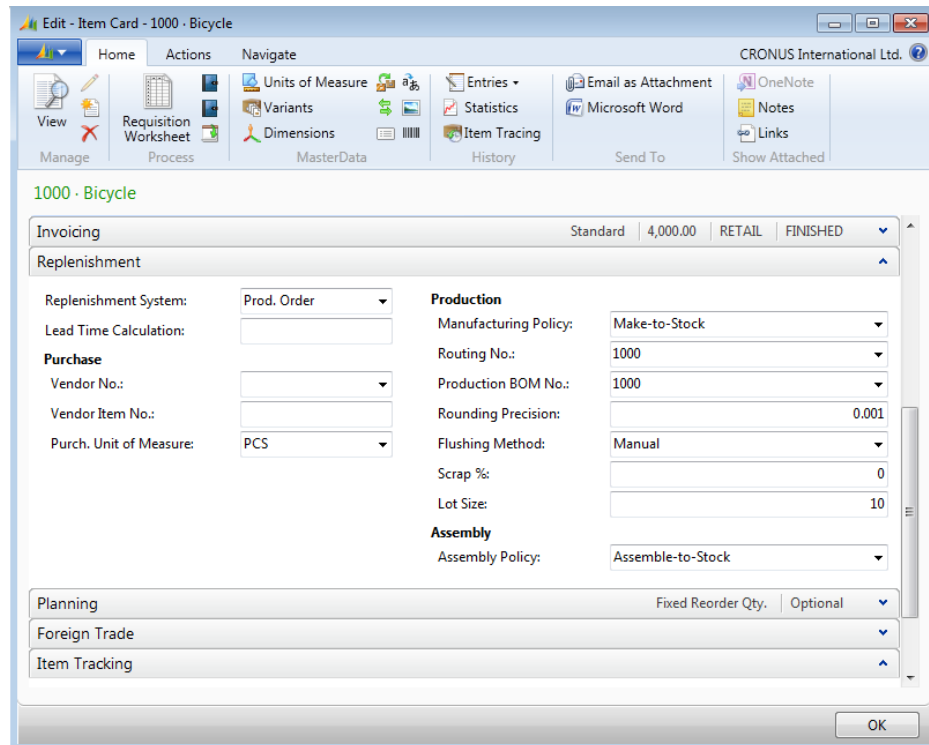 Edit - Item Card - 1000 · Bicycle
Home Actions Navigate CRONUS International Ltd.
View
Requisition Worksheet
Units of Measure
Variants
Dimensions
Entries
Statistics
Item Tracing
Email as Attachment
Microsoft Word
OneNote
Notes
Links
Manage Process MasterData History Send To Show Attached
1000 · Bicycle
Invoicing Standard 4,000.00 RETAIL FINISHED
Replenishment
Replenishment System: Prod. Order
Lead Time Calculation:
Purchase
Vendor No.:
Vendor Item No.:
Purch. Unit of Measure: PCS
Production
Manufacturing Policy: Make-to-Stock
Routing No.: 1000
Production BOM No.: 1000
Rounding Precision: 0.001
Flushing Method: Manual
Scrap %: 0
Lot Size: 10
Assembly
Assembly Policy: Assemble-to-Stock
Planning Fixed Reorder Qty. Optional
Foreign Trade
Item Tracking
OK